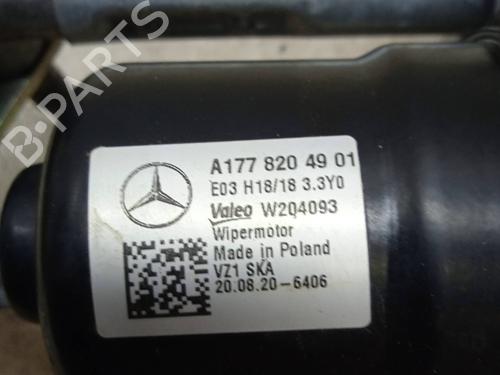 B-PARTS
A177 820 49 01
E03 H18/18 3.3Y0
Valeo W204093
Wipermotor
Made in Poland
VZ1 SKA
20.08.20-6406